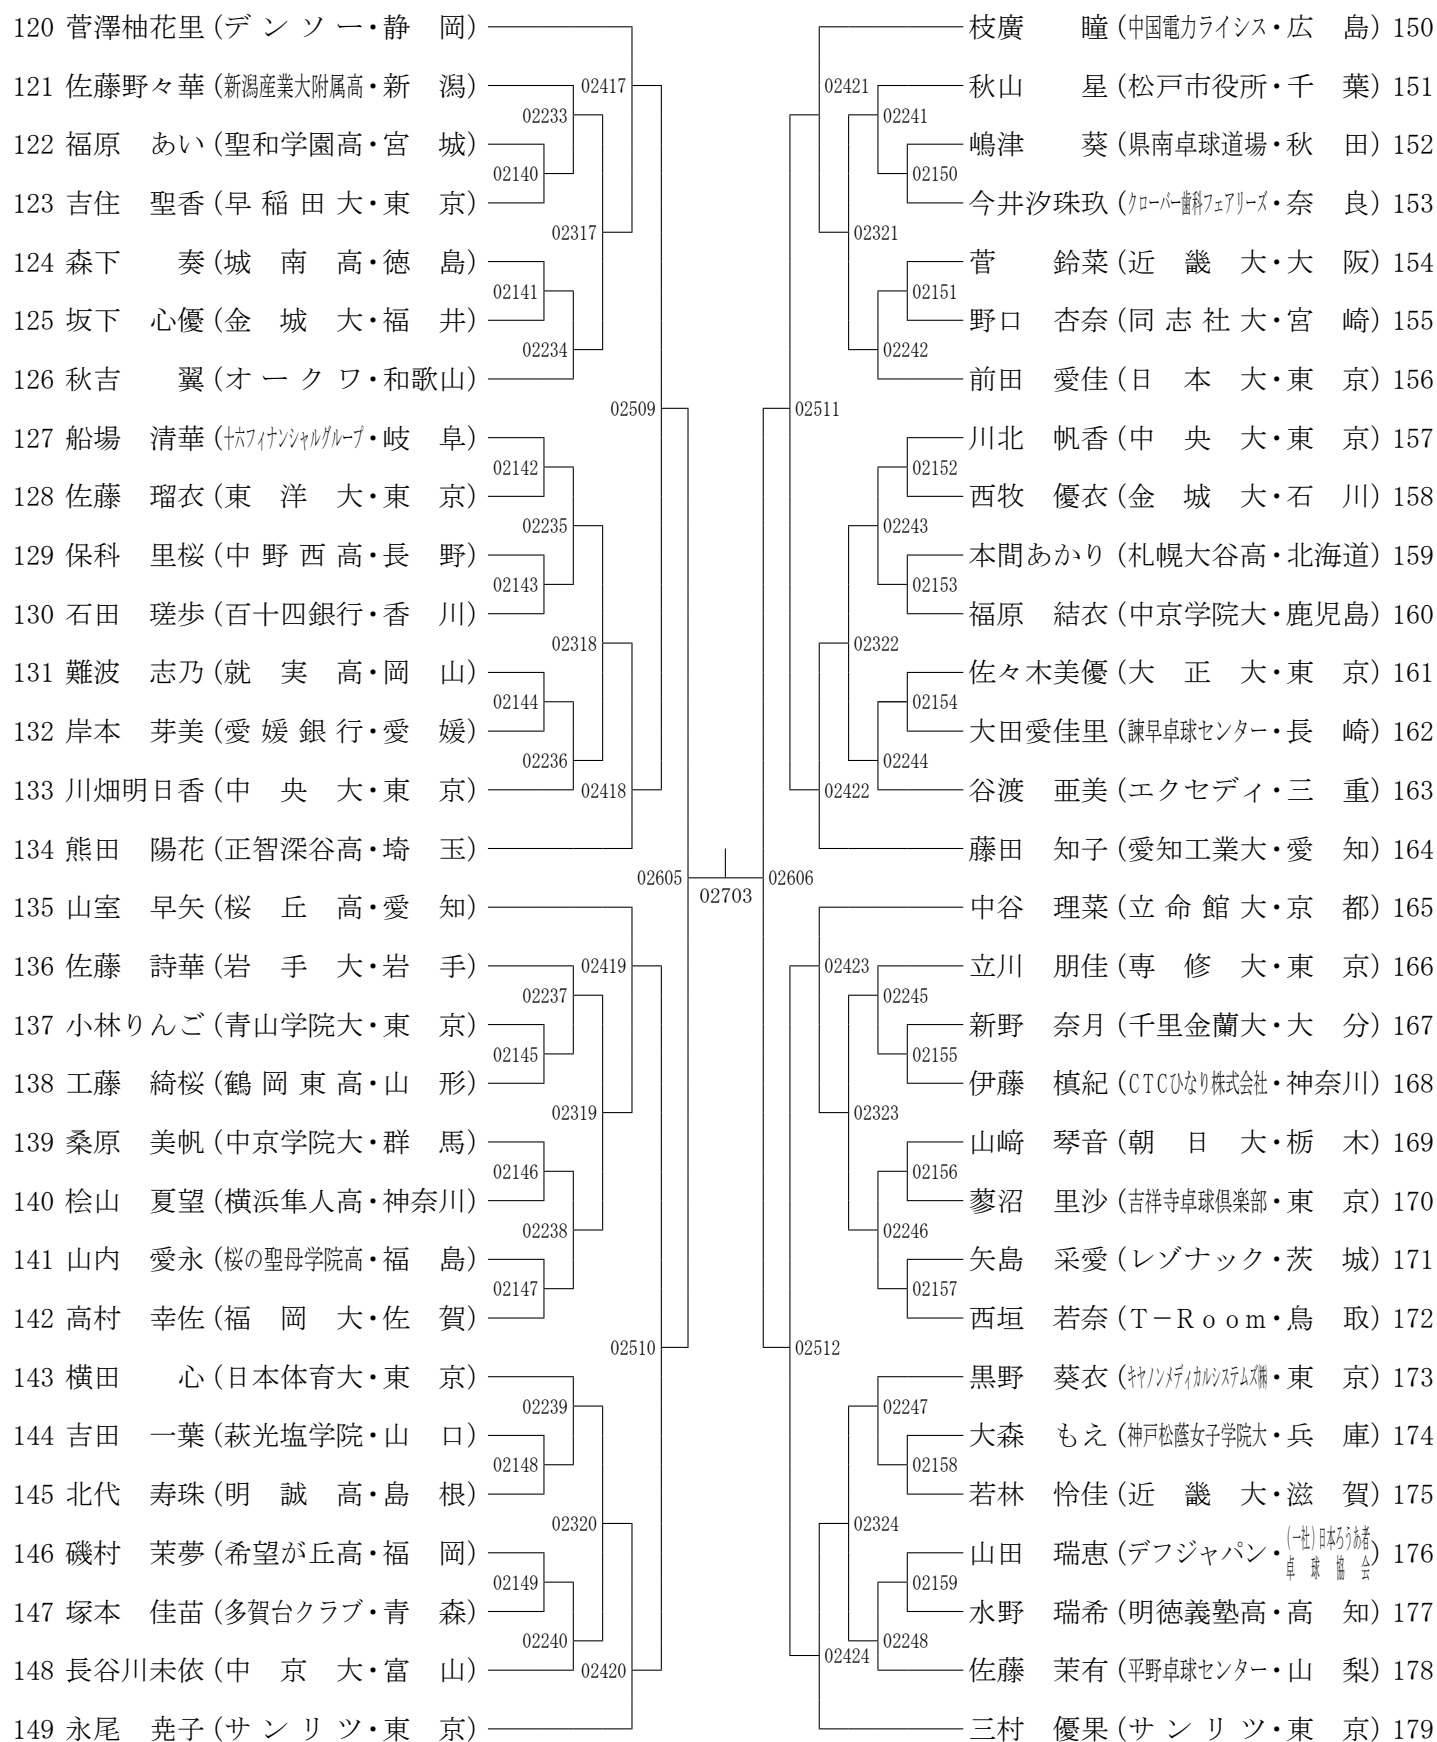 120 菅澤柚花里 (デンソー・静岡)
02417
121 佐藤野々華 (新潟産業大附属高・新潟)
02233
122 福原 あい (聖和学園高・宮城)
02140
123 吉住 聖香 (早稲田大・東京)
02317
124 森下 奏 (城南高・徳島)
02141
125 坂下 心優 (金城大・福井)
02234
126 秋吉 翼 (オークワ・和歌山)
02509
127 船場 清華 (十六フィナンシャルグループ・岐阜)
02142
128 佐藤 瑠衣 (東洋大・東京)
02235
129 保科 里桜 (中野西高・長野)
02143
130 石田 瑳歩 (百十四銀行・香川)
02318
131 難波 志乃 (就実高・岡山)
02144
132 岸本 芽美 (愛媛銀行・愛媛)
02236
133 川畑明日香 (中央大・東京)
02418
134 熊田 陽花 (正智深谷高・埼玉)
02605
135 山室 早矢 (桜丘高・愛知)
136 佐藤 詩華 (岩手大・岩手)
02419
02237
137 小林りんご (青山学院大・東京)
02145
138 工藤 綺桜 (鶴岡東高・山形)
02319
139 桑原 美帆 (中京学院大・群馬)
02146
140 桧山 夏望 (横浜隼人高・神奈川)
02238
141 山内 愛永 (桜の聖母学院高・福島)
02147
142 高村 幸佐 (福岡大・佐賀)
02510
143 横田 心 (日本体育大・東京)
02239
144 吉田 一葉 (萩光塩学院・山口)
02148
145 北代 寿珠 (明誠高・島根)
02320
146 磯村 茉夢 (希望が丘高・福岡)
02149
147 塚本 佳苗 (多賀台クラブ・青森)
02240
148 長谷川未依 (中京大・富山)
02420
149 永尾 尭子 (サンリツ・東京)
02703
枝廣 瞳 (中国電力ライシス・広島) 150
02421
秋山 星 (松戸市役所・千葉) 151
02241
嶋津 葵 (県南卓球道場・秋田) 152
02150
今井汐珠玖 (クローバー歯科フェアリーズ・奈良) 153
02321
菅 鈴菜 (近畿大・大阪) 154
02151
野口 杏奈 (同志社大・宮崎) 155
02242
前田 愛佳 (日本大・東京) 156
02511
川北 帆香 (中央大・東京) 157
02152
西牧 優衣 (金城大・石川) 158
02243
本間あかり (札幌大谷高・北海道) 159
02153
福原 結衣 (中京学院大・鹿児島) 160
02322
佐々木美優 (大正大・東京) 161
02154
大田愛佳里 (諫早卓球センター・長崎) 162
02244
谷渡 亜美 (エクセディ・三重) 163
02422
藤田 知子 (愛知工業大・愛知) 164
02606
中谷 理菜 (立命館大・京都) 165
02423
立川 朋佳 (専修大・東京) 166
02245
新野 奈月 (千里金蘭大・大分) 167
02155
伊藤 槙紀 (CTCひなり株式会社・神奈川) 168
02323
山﨑 琴音 (朝日大・栃木) 169
02156
蓼沼 里沙 (吉祥寺卓球倶楽部・東京) 170
02246
矢島 采愛 (レゾナック・茨城) 171
02157
西垣 若奈 (T-Room・鳥取) 172
02512
黒野 葵衣 (キヤノンメディカルシステムズ㈱・東京) 173
02247
大森 もえ (神戸松蔭女子学院大・兵庫) 174
02158
若林 怜佳 (近畿大・滋賀) 175
02324
山田 瑞恵 (デフジャパン・(一社)日本ろうあ者卓球協会) 176
02159
水野 瑞希 (明徳義塾高・高知) 177
02248
佐藤 茉有 (平野卓球センター・山梨) 178
02424
三村 優果 (サンリツ・東京) 179